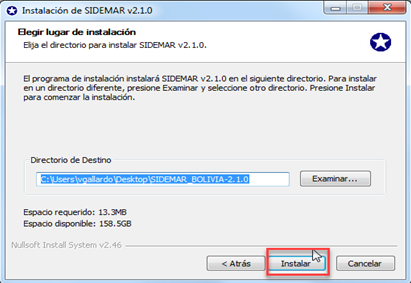 Instalación de SIDEMAR v2.1.0
Elegir lugar de instalación
Elija el directorio para instalar SIDEMAR v2.1.0.
El programa de instalación instalará SIDEMAR v2.1.0 en el siguiente directorio. Para instalar
en un directorio diferente, presione Examinar y seleccione otro directorio. Presione Instalar
para comenzar la instalación.
Directorio de Destino
C:\Users\vgallardo\Desktop\SIDEMAR_BOLIVIA-2.1.0
Examinar...
Espacio requerido: 13.3MB
Espacio disponible: 158.5GB
Nullsoft Install System v2.46
< Atrás
Instalar
Cancelar